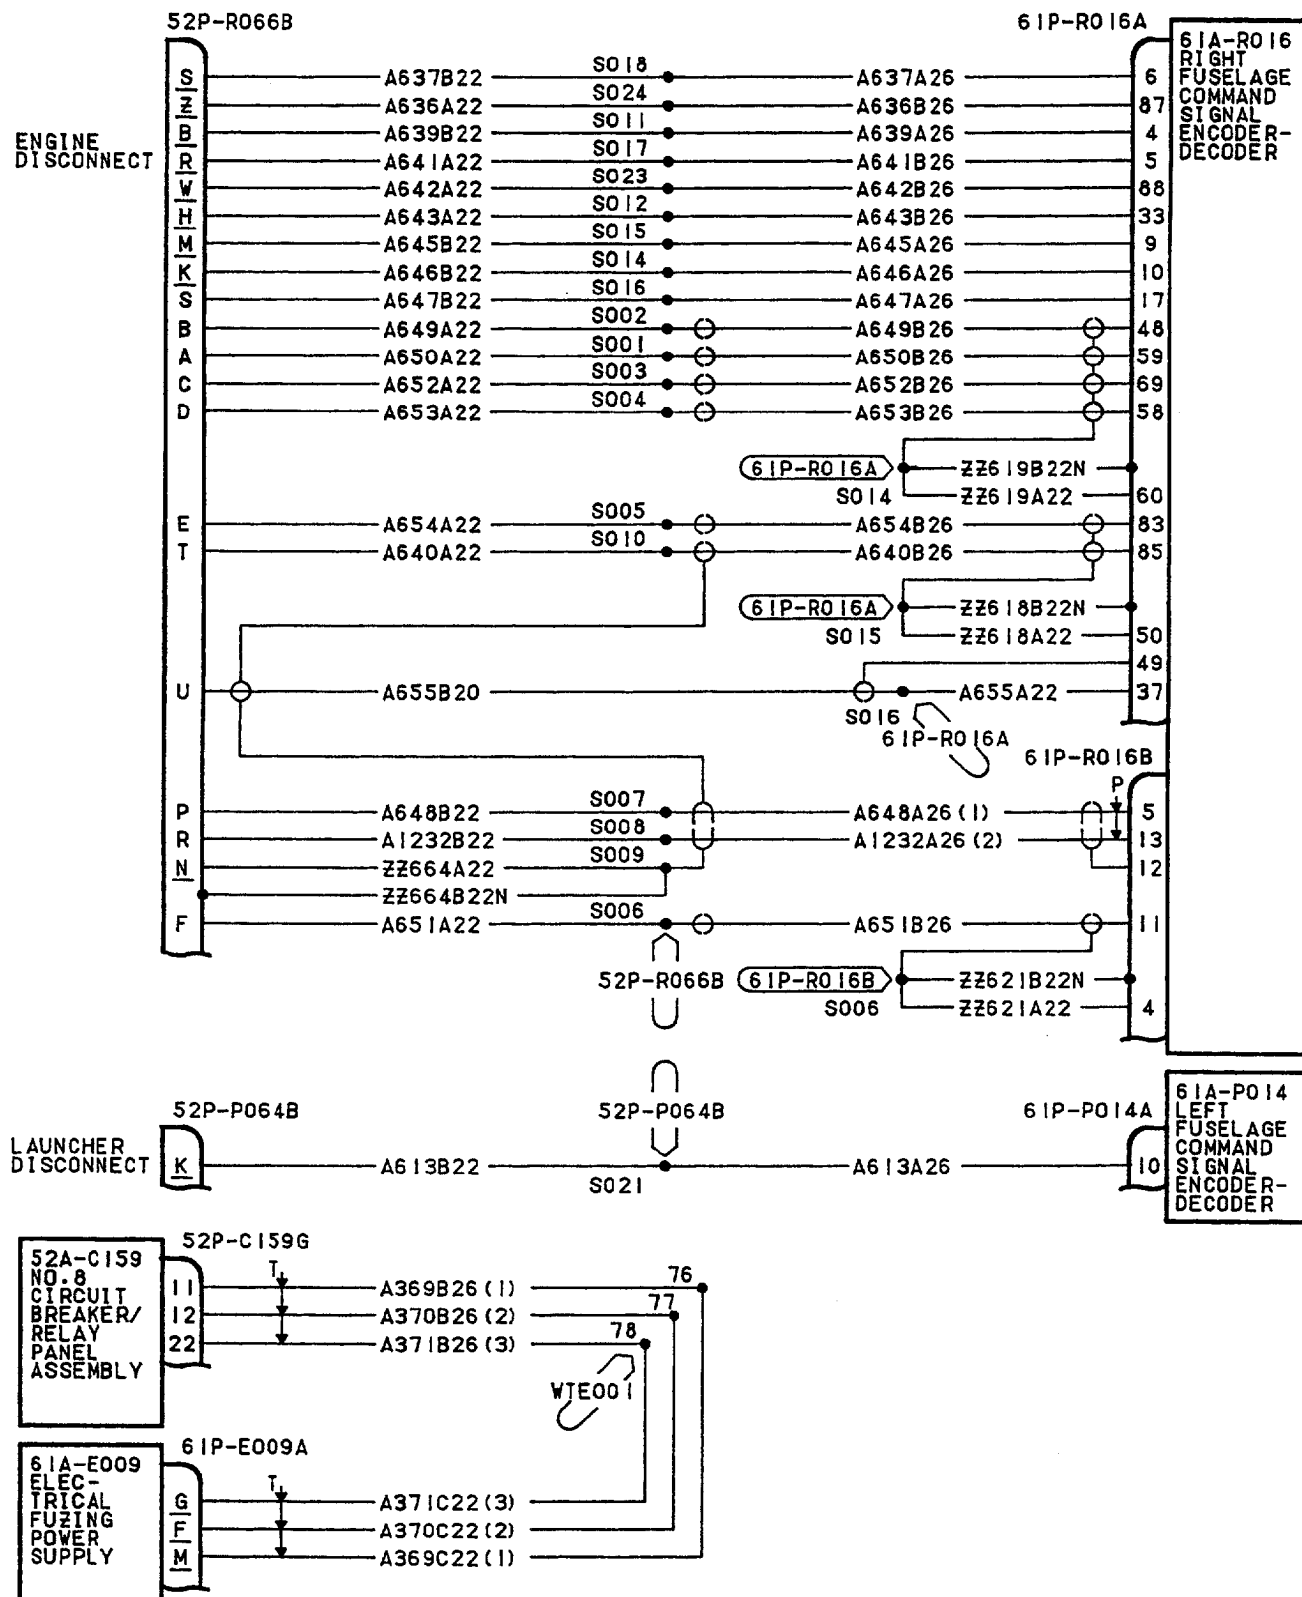 52P-R066B
61P-R016A
61A-R016
RIGHT
FUSELAGE
COMMAND
SIGNAL
ENCODER-
DECODER
ENGINE
DISCONNECT
S A637B22 S018 A637A26 6
Z A636A22 S024 A636B26 87
B A639B22 S011 A639A26 4
R A641A22 S017 A641B26 5
W A642A22 S023 A642B26 88
H A643A22 S012 A643B26 33
M A645B22 S015 A645A26 9
K A646B22 S014 A646A26 10
S A647B22 S016 A647A26 17
B A649A22 S002 A649B26 48
A A650A22 S001 A650B26 59
C A652A22 S003 A652B26 69
D A653A22 S004 A653B26 58
61P-R016A ZZ619B22N
S014 ZZ619A22 60
E A654A22 S005 A654B26 83
T A640A22 S010 A640B26 85
61P-R016A ZZ618B22N
S015 ZZ618A22 50
49
U A655B20 A655A22 37
S016
61P-R016A
61P-R016B
P
P A648B22 S007 A648A26(1) 5
R A1232B22 S008 A1232A26(2) 13
N ZZ664A22 S009 12
ZZ664B22N
F A651A22 S006 A651B26 11
52P-R066B 61P-R016B ZZ621B22N
S006 ZZ621A22 4
52P-P064B
52P-P064B
61P-P014A
61A-P014
LEFT
FUSELAGE
COMMAND
SIGNAL
ENCODER-
DECODER
LAUNCHER
DISCONNECT
K A613B22 A613A26 10
S021
52P-C159G
52A-C159
NO.8
CIRCUIT
BREAKER/
RELAY
PANEL
ASSEMBLY
T
11 A369B26(1) 76
12 A370B26(2) 77
22 A371B26(3) 78
WTE001
61P-E009A
61A-E009
ELEC-
TRICAL
FUZING
POWER
SUPPLY
T
G A371C22(3)
F A370C22(2)
M A369C22(1)